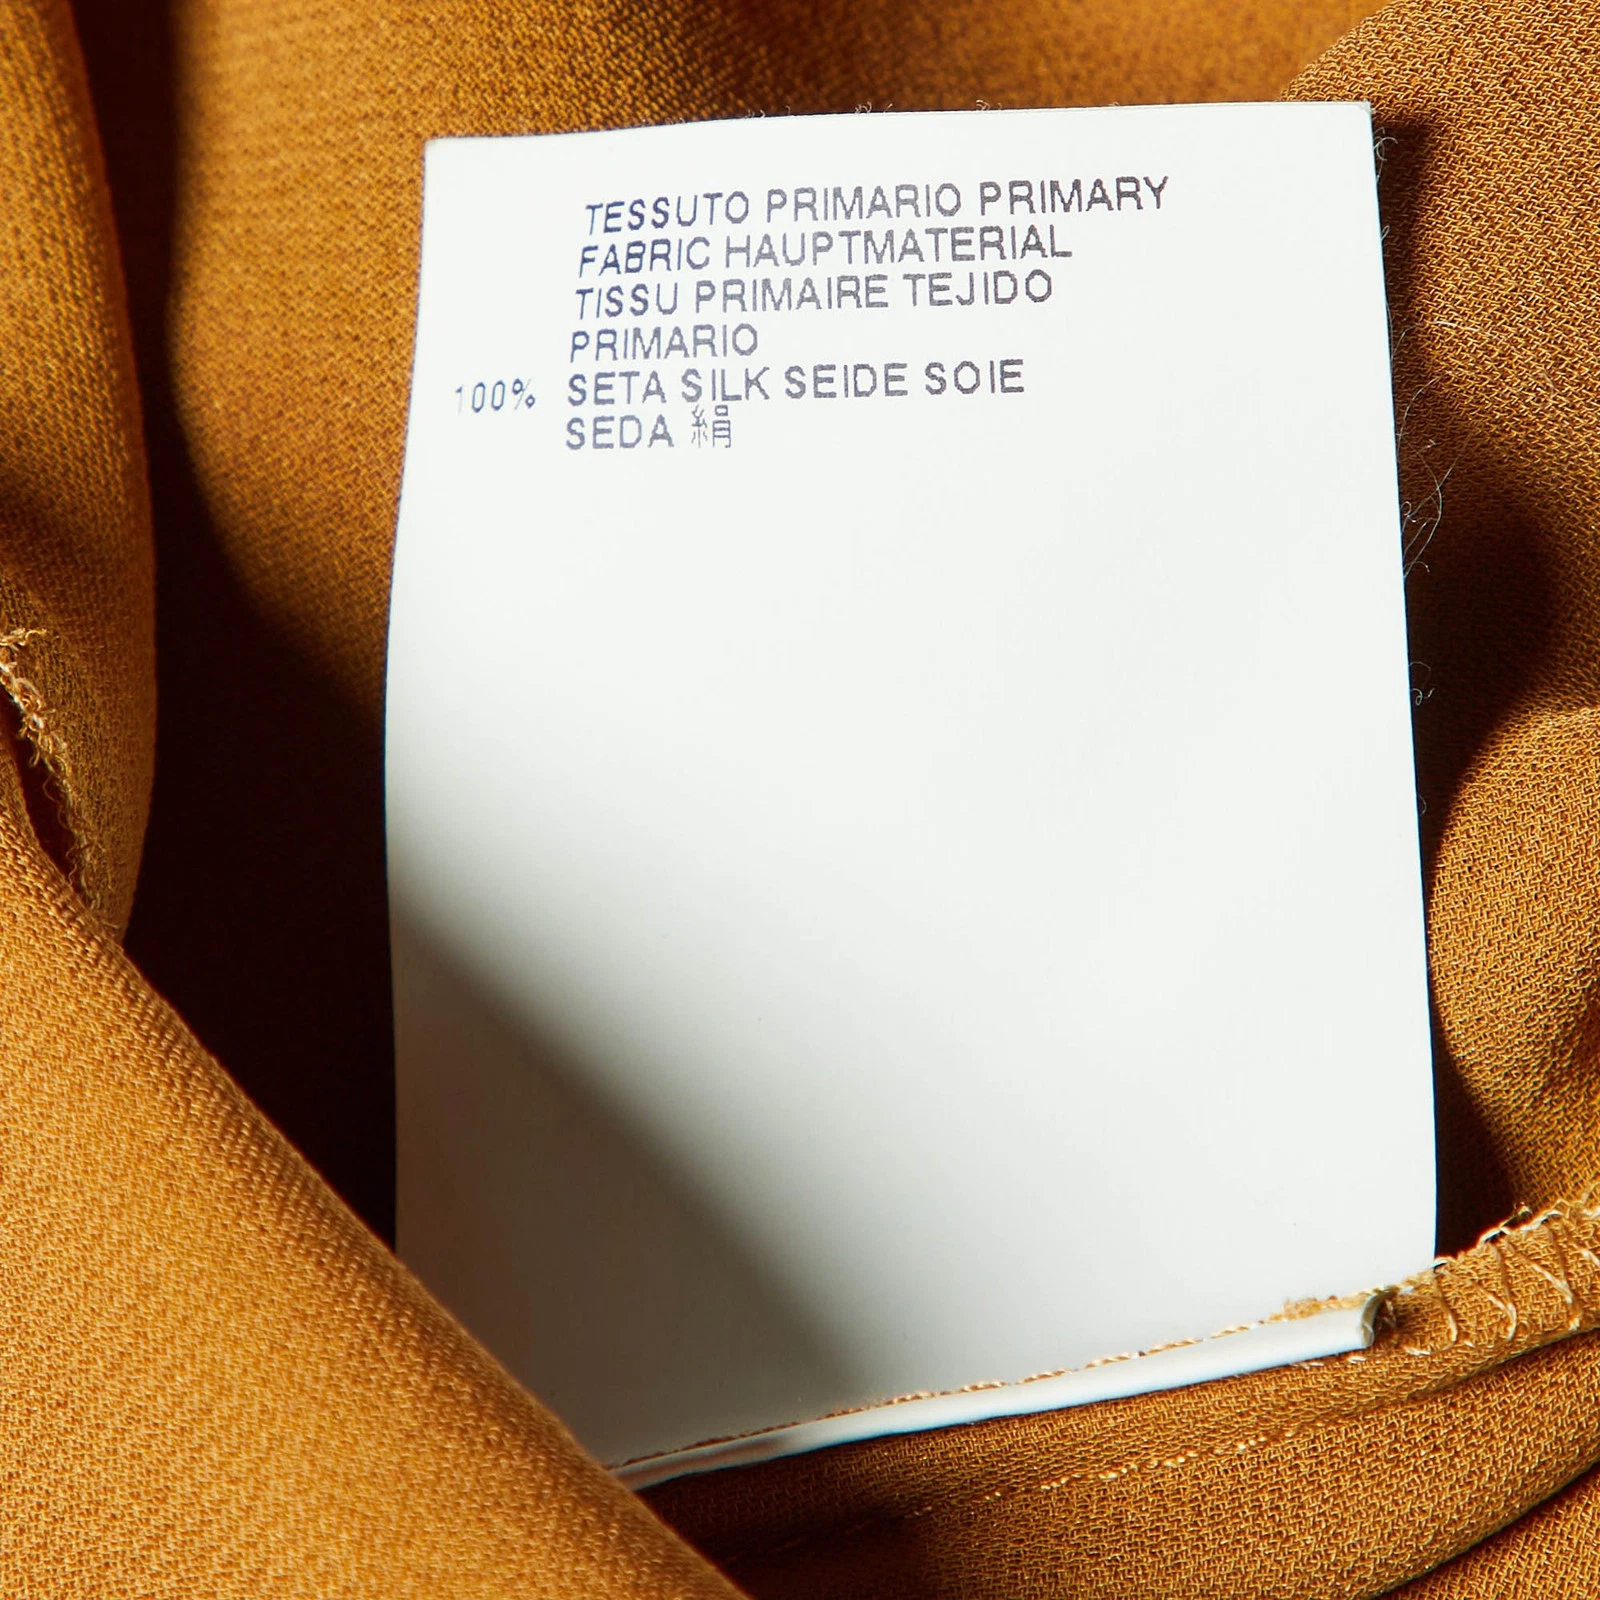 TESSUTO PRIMARIO PRIMARY
FABRIC HAUPTMATERIAL
TISSU PRIMAIRE TEJIDO
PRIMARIO
100% SETA SILK SEIDE SOIE
SEDA 絹